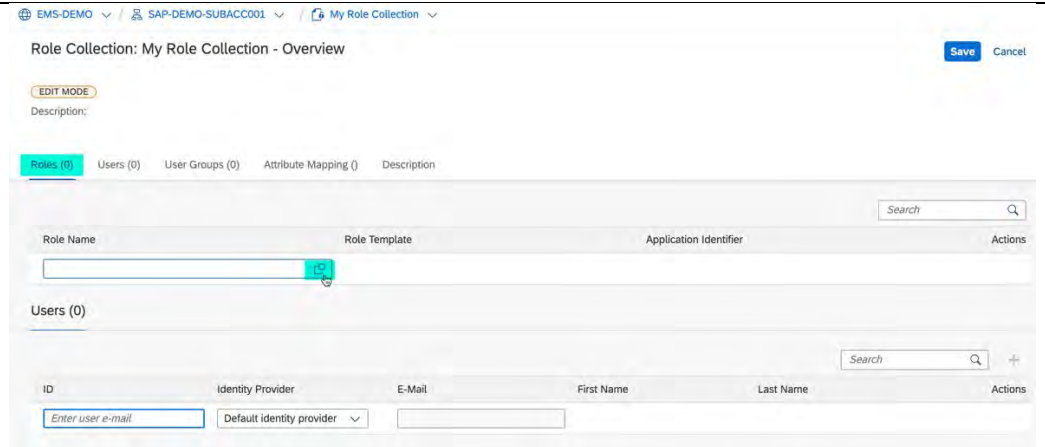 EMS-DEMO / SAP-DEMO-SUBACC001 / My Role Collection
Role Collection: My Role Collection - Overview
Save Cancel
EDIT MODE
Description:
Roles (0) Users (0) User Groups (0) Attribute Mapping () Description
Search
Role Name Role Template Application Identifier Actions
Users (0)
Search
ID Identity Provider E-Mail First Name Last Name Actions
Enter user e-mail Default identity provider